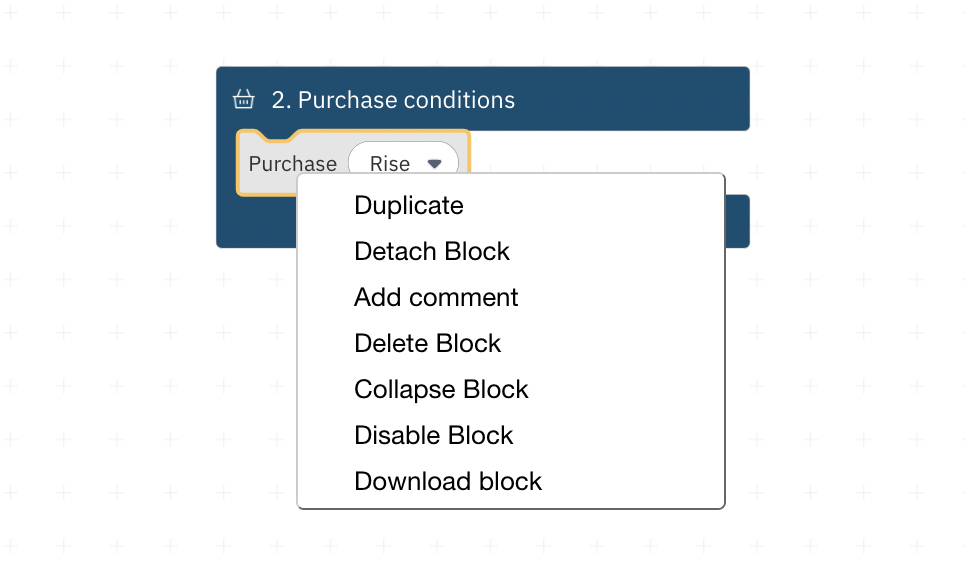 2. Purchase conditions
Purchase Rise
Duplicate
Detach Block
Add comment
Delete Block
Collapse Block
Disable Block
Download block